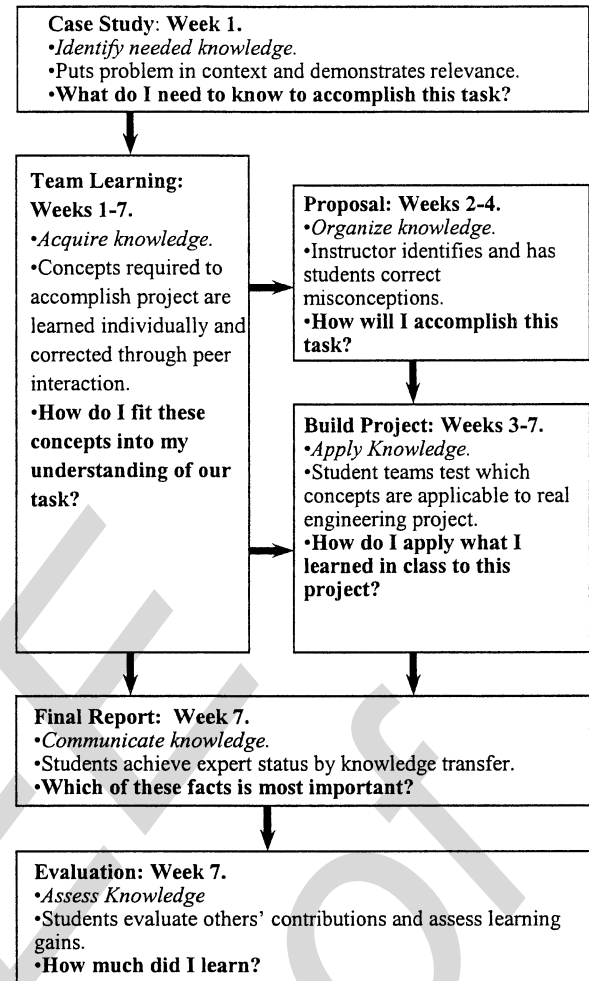 Case Study: Week 1.
•Identify needed knowledge.
•Puts problem in context and demonstrates relevance.
•What do I need to know to accomplish this task?
Team Learning:
Weeks 1-7.
•Acquire knowledge.
•Concepts required to
accomplish project are
learned individually and
corrected through peer
interaction.
•How do I fit these
concepts into my
understanding of our
task?
Proposal: Weeks 2-4.
•Organize knowledge.
•Instructor identifies and has
students correct
misconceptions.
•How will I accomplish this
task?
Build Project: Weeks 3-7.
•Apply Knowledge.
•Student teams test which
concepts are applicable to real
engineering project.
•How do I apply what I
learned in class to this
project?
Final Report: Week 7.
•Communicate knowledge.
•Students achieve expert status by knowledge transfer.
•Which of these facts is most important?
Evaluation: Week 7.
•Assess Knowledge
•Students evaluate others' contributions and assess learning
gains.
•How much did I learn?